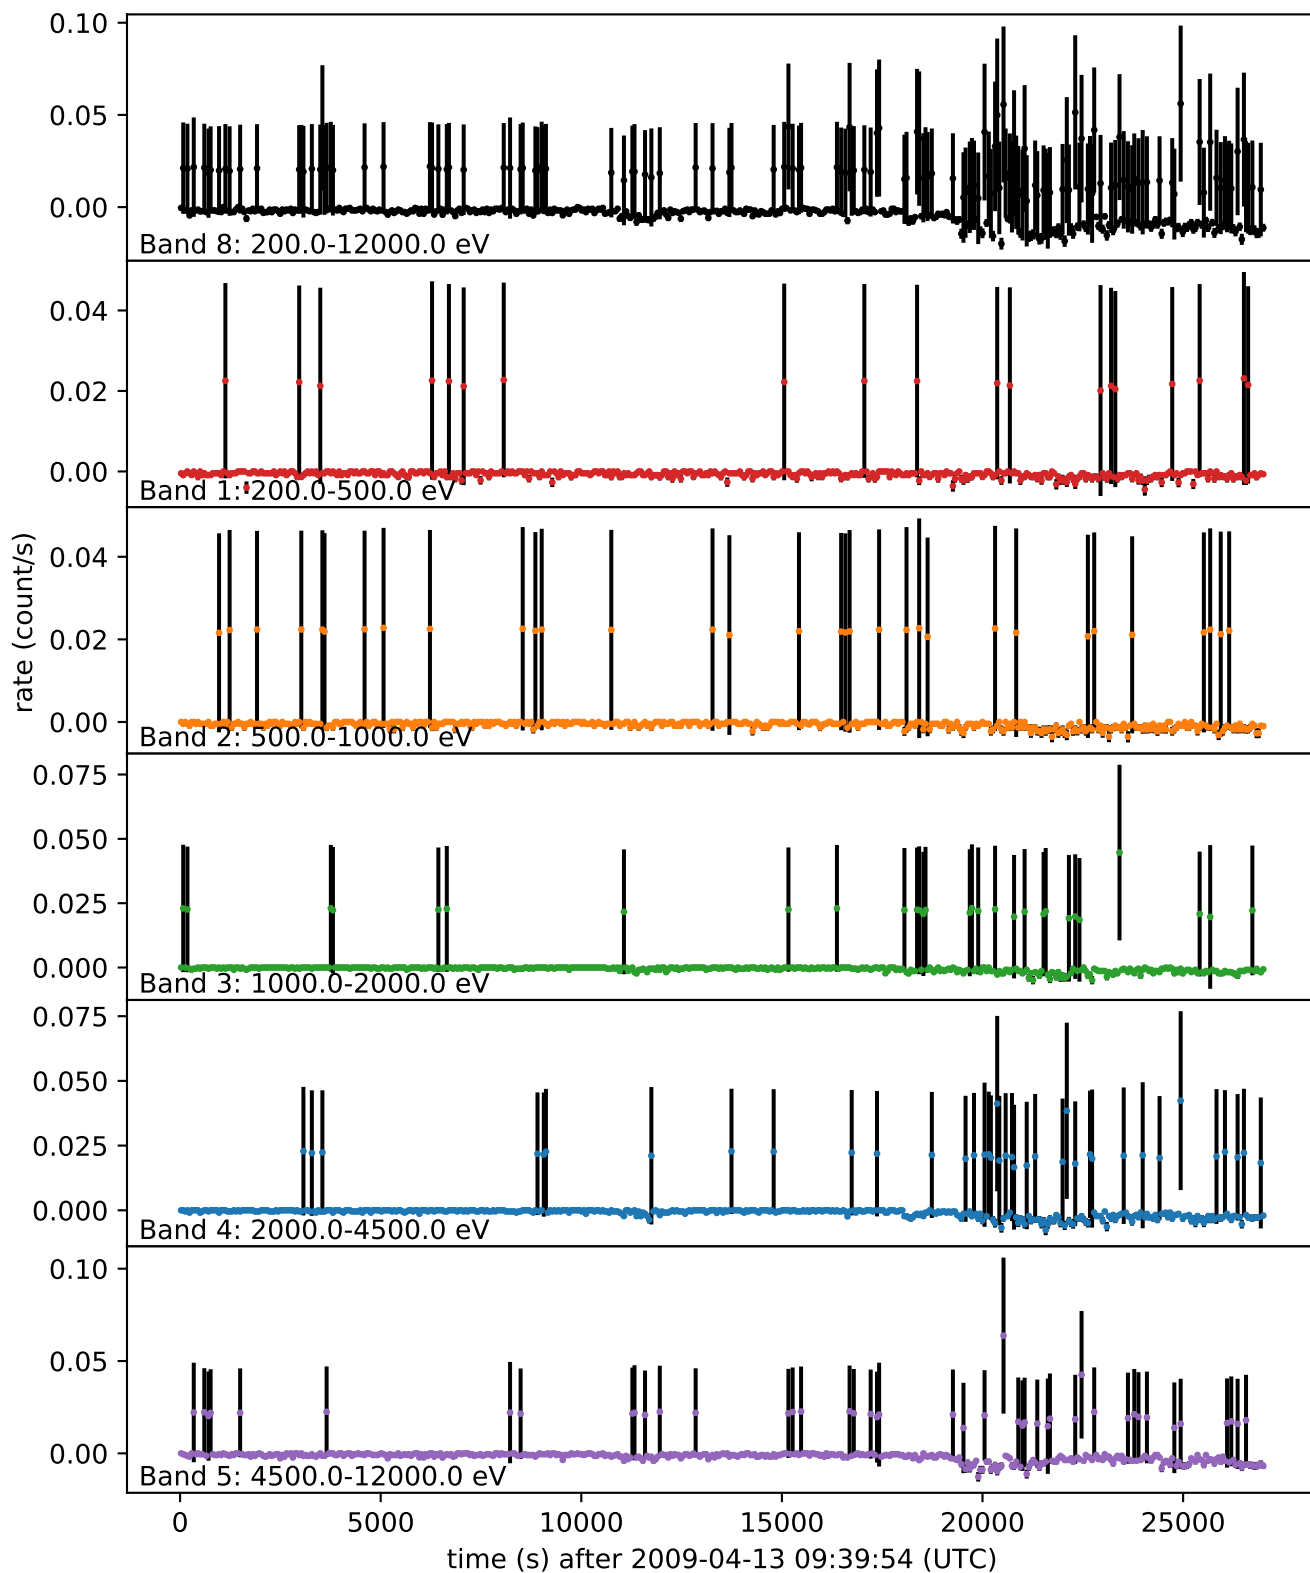 0.10
0.05
0.00
Band 8: 200.0-12000.0 eV
0.04
0.02
0.00
Band 1: 200.0-500.0 eV
rate (count/s)
0.04
0.02
0.00
Band 2: 500.0-1000.0 eV
0.075
0.050
0.025
0.000
Band 3: 1000.0-2000.0 eV
0.075
0.050
0.025
0.000
Band 4: 2000.0-4500.0 eV
0.10
0.05
0.00
Band 5: 4500.0-12000.0 eV
0 5000 10000 15000 20000 25000
time (s) after 2009-04-13 09:39:54 (UTC)